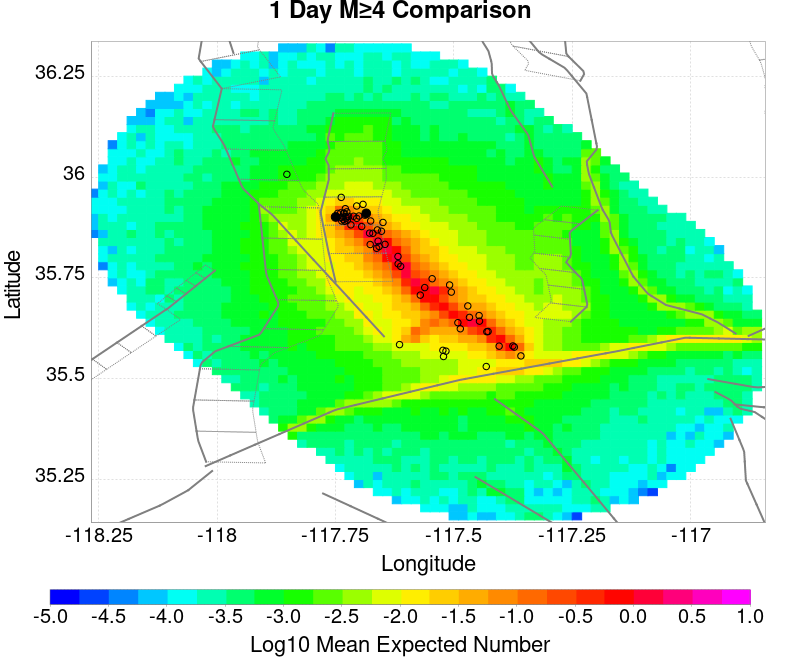 1 Day M≥4 Comparison
36.25
36
35.75
35.5
35.25
Latitude
-118.25 -118 -117.75 -117.5 -117.25 -117
Longitude
-5.0 -4.5 -4.0 -3.5 -3.0 -2.5 -2.0 -1.5 -1.0 -0.5 0.0 0.5 1.0
Log10 Mean Expected Number